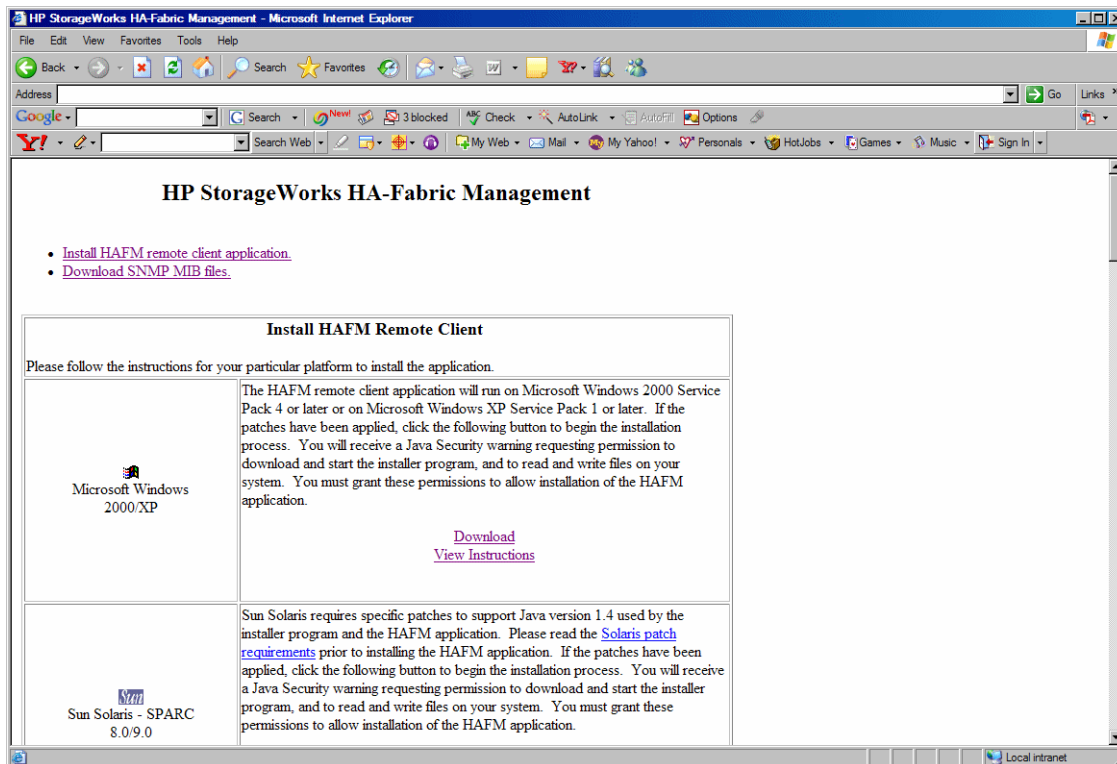 HP StorageWorks HA-Fabric Management - Microsoft Internet Explorer
File Edit View Favorites Tools Help
Back Search Favorites
Address Go Links »
Google Search New! 3 blocked Check AutoLink AutoFill Options
Y! Search Web My Web Mail My Yahoo! Personals HotJobs Games Music Sign In
HP StorageWorks HA-Fabric Management
• Install HAFM remote client application.
• Download SNMP MIB files.
Install HAFM Remote Client
Please follow the instructions for your particular platform to install the application.
Microsoft Windows
2000/XP
The HAFM remote client application will run on Microsoft Windows 2000 Service
Pack 4 or later or on Microsoft Windows XP Service Pack 1 or later. If the
patches have been applied, click the following button to begin the installation
process. You will receive a Java Security warning requesting permission to
download and start the installer program, and to read and write files on your
system. You must grant these permissions to allow installation of the HAFM
application.
Download
View Instructions
Sun
Sun Solaris - SPARC
8.0/9.0
Sun Solaris requires specific patches to support Java version 1.4 used by the
installer program and the HAFM application. Please read the Solaris patch
requirements prior to installing the HAFM application. If the patches have been
applied, click the following button to begin the installation process. You will receive
a Java Security warning requesting permission to download and start the installer
program, and to read and write files on your system. You must grant these
permissions to allow installation of the HAFM application.
Local intranet